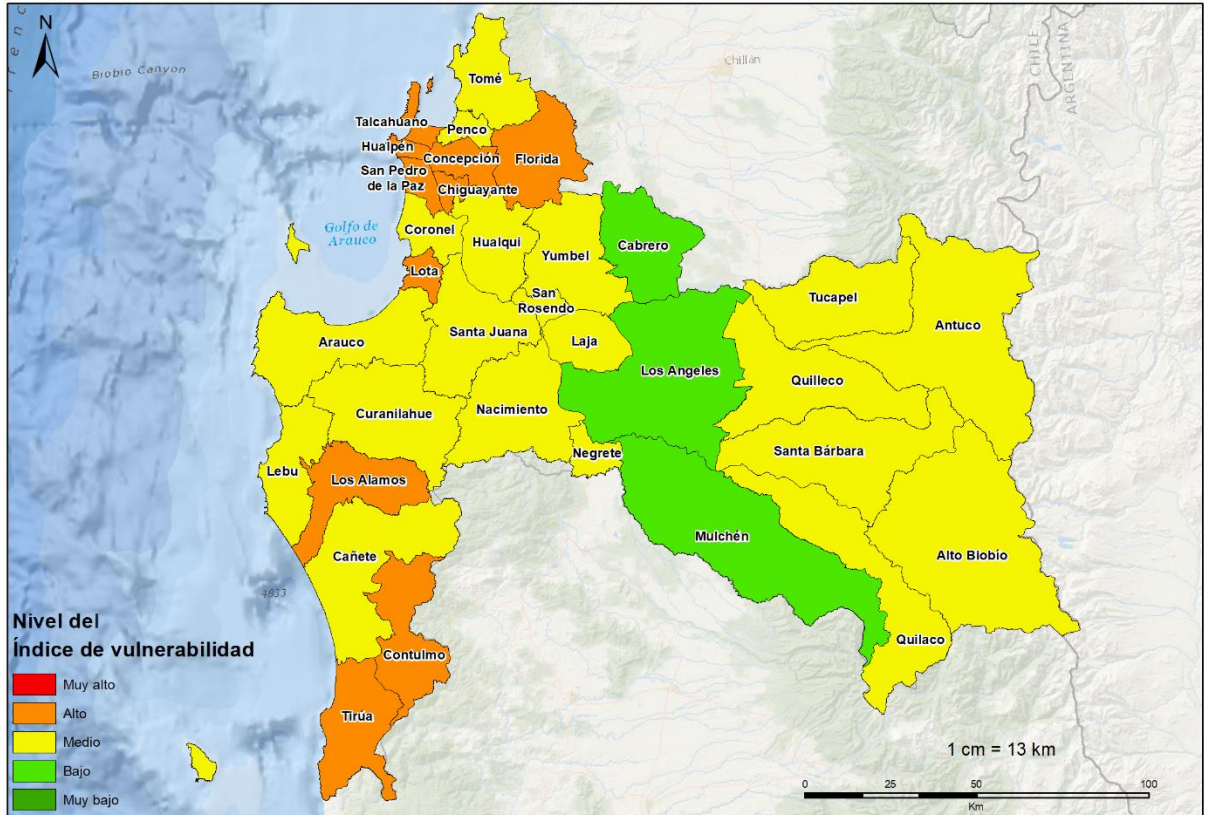 N
Biobio Canyon
Chillán
CHILE
ARGENTINA
Tomé
Talcahuano
Penco
Hualpén
Concepción
Florida
San Pedro
de la Paz
Chiguayante
Golfo de
Arauco
Coronel
Hualqui
Cabrero
Yumbel
Lota
San
Rosendo
Tucapel
Antuco
Arauco
Santa Juana
Laja
Los Angeles
Quilleco
Curanilahue
Nacimiento
Negrete
Santa Bárbara
Lebu
Los Alamos
Mulchén
Cañete
Alto Biobío
4833
Quilaco
Contulmo
Tirúa
Nivel del
Índice de vulnerabilidad
Muy alto
Alto
Medio
Bajo
Muy bajo
1 cm = 13 km
0 25 50 100
Km